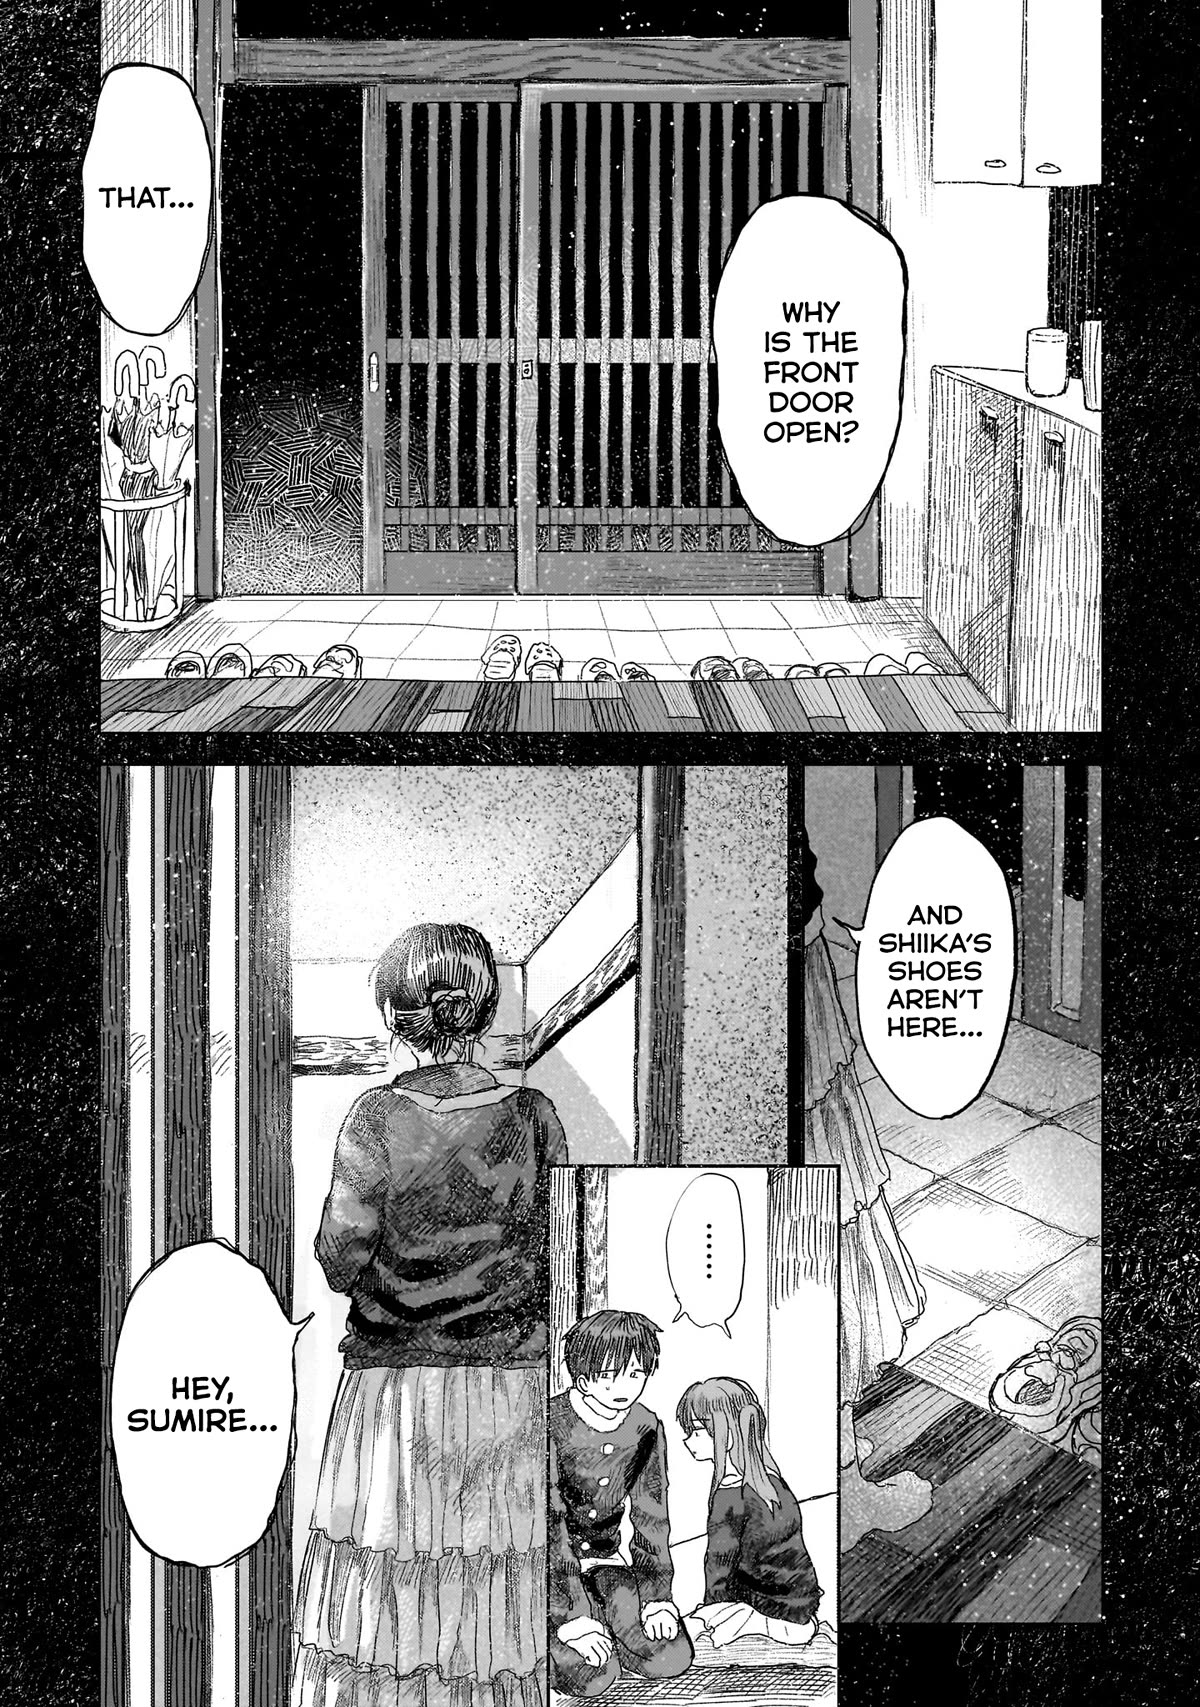 WHY
IS THE
FRONT
DOOR
OPEN?
THAT...
AND
SHIIKA'S
SHOES
AREN'T
HERE...
......
HEY,
SUMIRE...